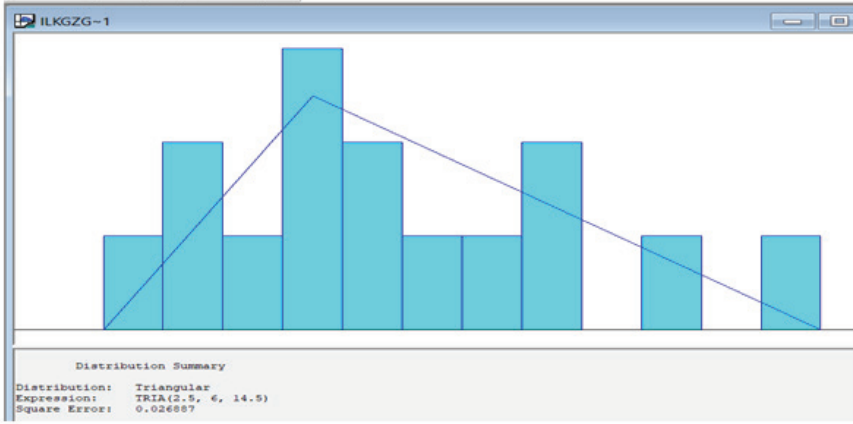 ILKGZG~1
Distribution Summary
Distribution: Triangular
Expression: TRIA(2.5, 6, 14.5)
Square Error: 0.026887